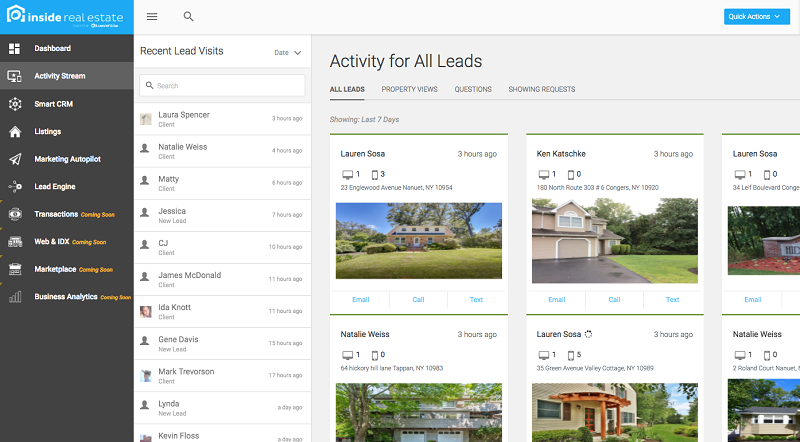 inside real estate
Dashboard
Activity Stream
Smart CRM
Listings
Marketing Autopilot
Lead Engine
Transactions Coming Soon
Web & IDX Coming Soon
Marketplace Coming Soon
Business Analytics Coming Soon
Quick Actions
Recent Lead Visits
Date
Search
Laura Spencer
Client
3 hours ago
Natalie Weiss
Client
4 hours ago
Matty
Client
6 hours ago
Jessica
New Lead
7 hours ago
CJ
Client
10 hours ago
James McDonald
Client
11 hours ago
Ida Knott
Client
11 hours ago
Gene Davis
New Lead
15 hours ago
Mark Trevorson
Client
17 hours ago
Lynda
New Lead
a day ago
Kevin Floss
a day ago
Activity for All Leads
ALL LEADS PROPERTY VIEWS QUESTIONS SHOWING REQUESTS
Showing: Last 7 Days
Lauren Sosa 3 hours ago
1 3
23 Englewood Avenue Nanuet, NY 10954
Email Call Text
Ken Katschke 3 hours ago
1 0
180 North Route 303 # 6 Congers, NY 10920
Email Call Text
Lauren Sosa
1 0
34 Leif Boulevard Conge
Email
Natalie Weiss 3 hours ago
1 0
64 hickory hill lane Tappan, NY 10983
Lauren Sosa 3 hours ago
1 5
35 Green Avenue Valley Cottage, NY 10989
Natalie Weiss
1 0
2 Roland Court Nanuet, N